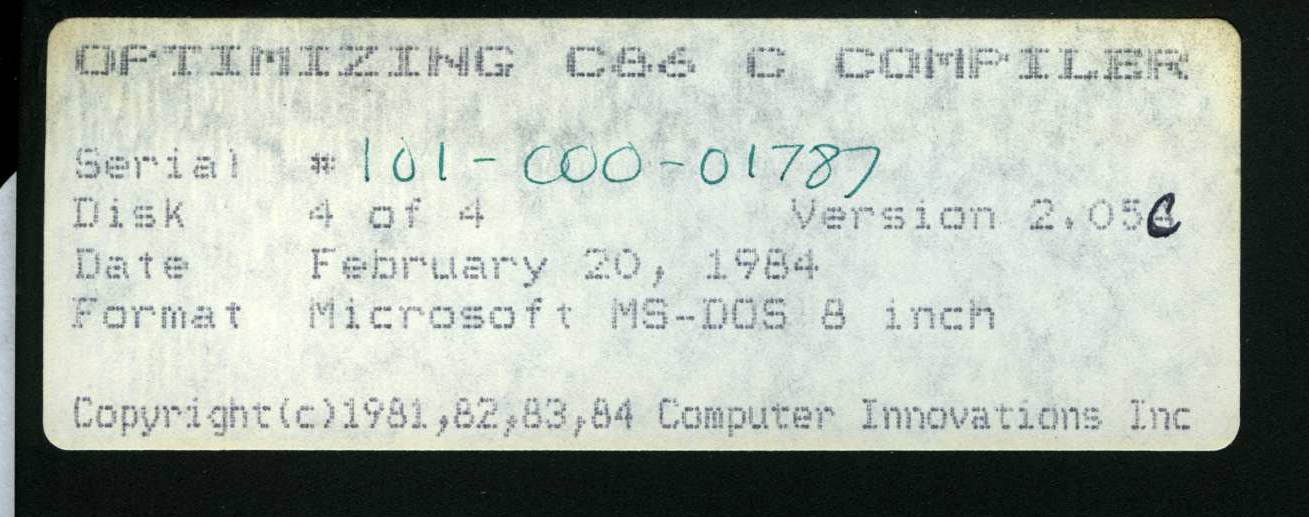 OPTIMIZING C86 C COMPILER
Serial # 101-000-01787
Disk 4 of 4 Version 2.05C
Date February 20, 1984
Format Microsoft MS-DOS 8 inch
Copyright(c)1981,82,83,84 Computer Innovations Inc